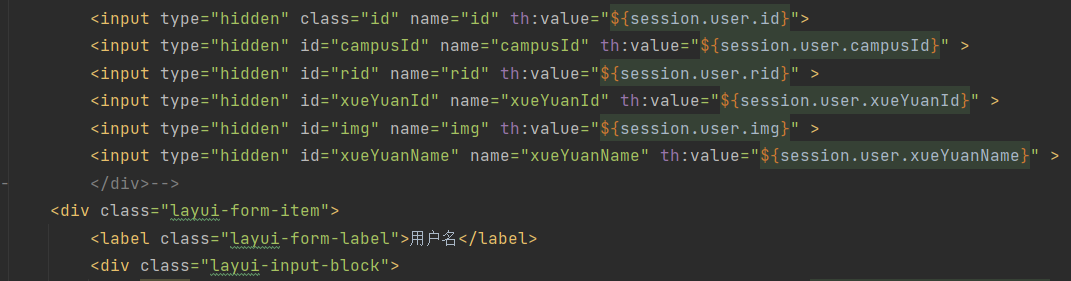 <input type="hidden" class="id" name="id" th:value="${session.user.id}">
<input type="hidden" id="campusId" name="campusId" th:value="${session.user.campusId}" >
<input type="hidden" id="rid" name="rid" th:value="${session.user.rid}" >
<input type="hidden" id="xueYuanId" name="xueYuanId" th:value="${session.user.xueYuanId}" >
<input type="hidden" id="img" name="img" th:value="${session.user.img}" >
<input type="hidden" id="xueYuanName" name="xueYuanName" th:value="${session.user.xueYuanName}" >
</div>-->
<div class="layui-form-item">
<label class="layui-form-label">用户名</label>
<div class="layui-input-block">